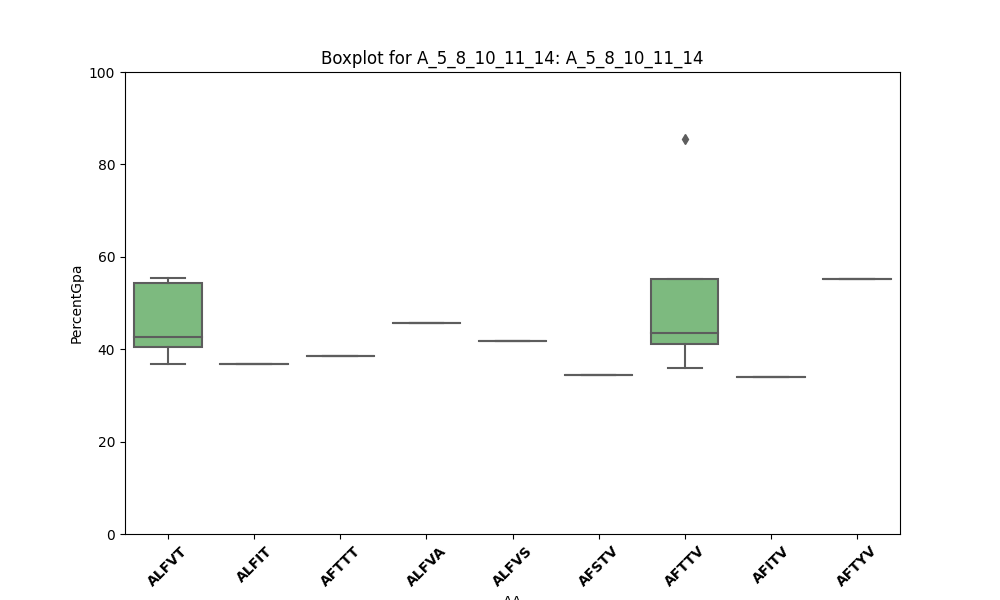 Boxplot for A_5_8_10_11_14: A_5_8_10_11_14
100
80
60
40
20
0
PercentGpa
ALFVT
ALFIT
AFTTT
ALFVA
ALFVS
AFSTV
AFTTV
AFITV
AFTYV
AA